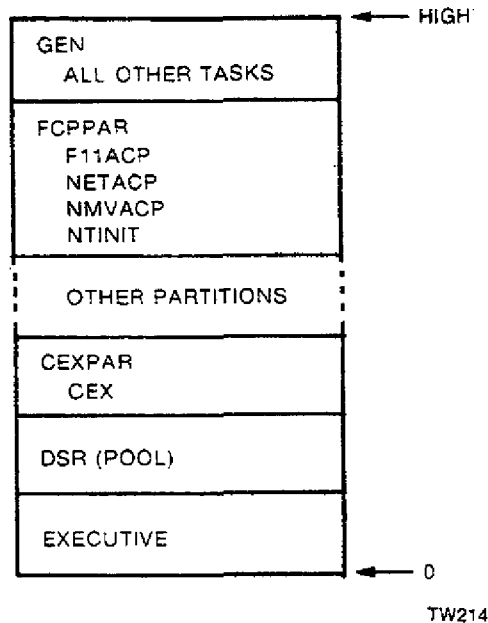 HIGH
GEN
ALL OTHER TASKS
FCPPAR
F11ACP
NETACP
NMVACP
NTINIT
OTHER PARTITIONS
CEXPAR
CEX
DSR (POOL)
EXECUTIVE
0
TW214